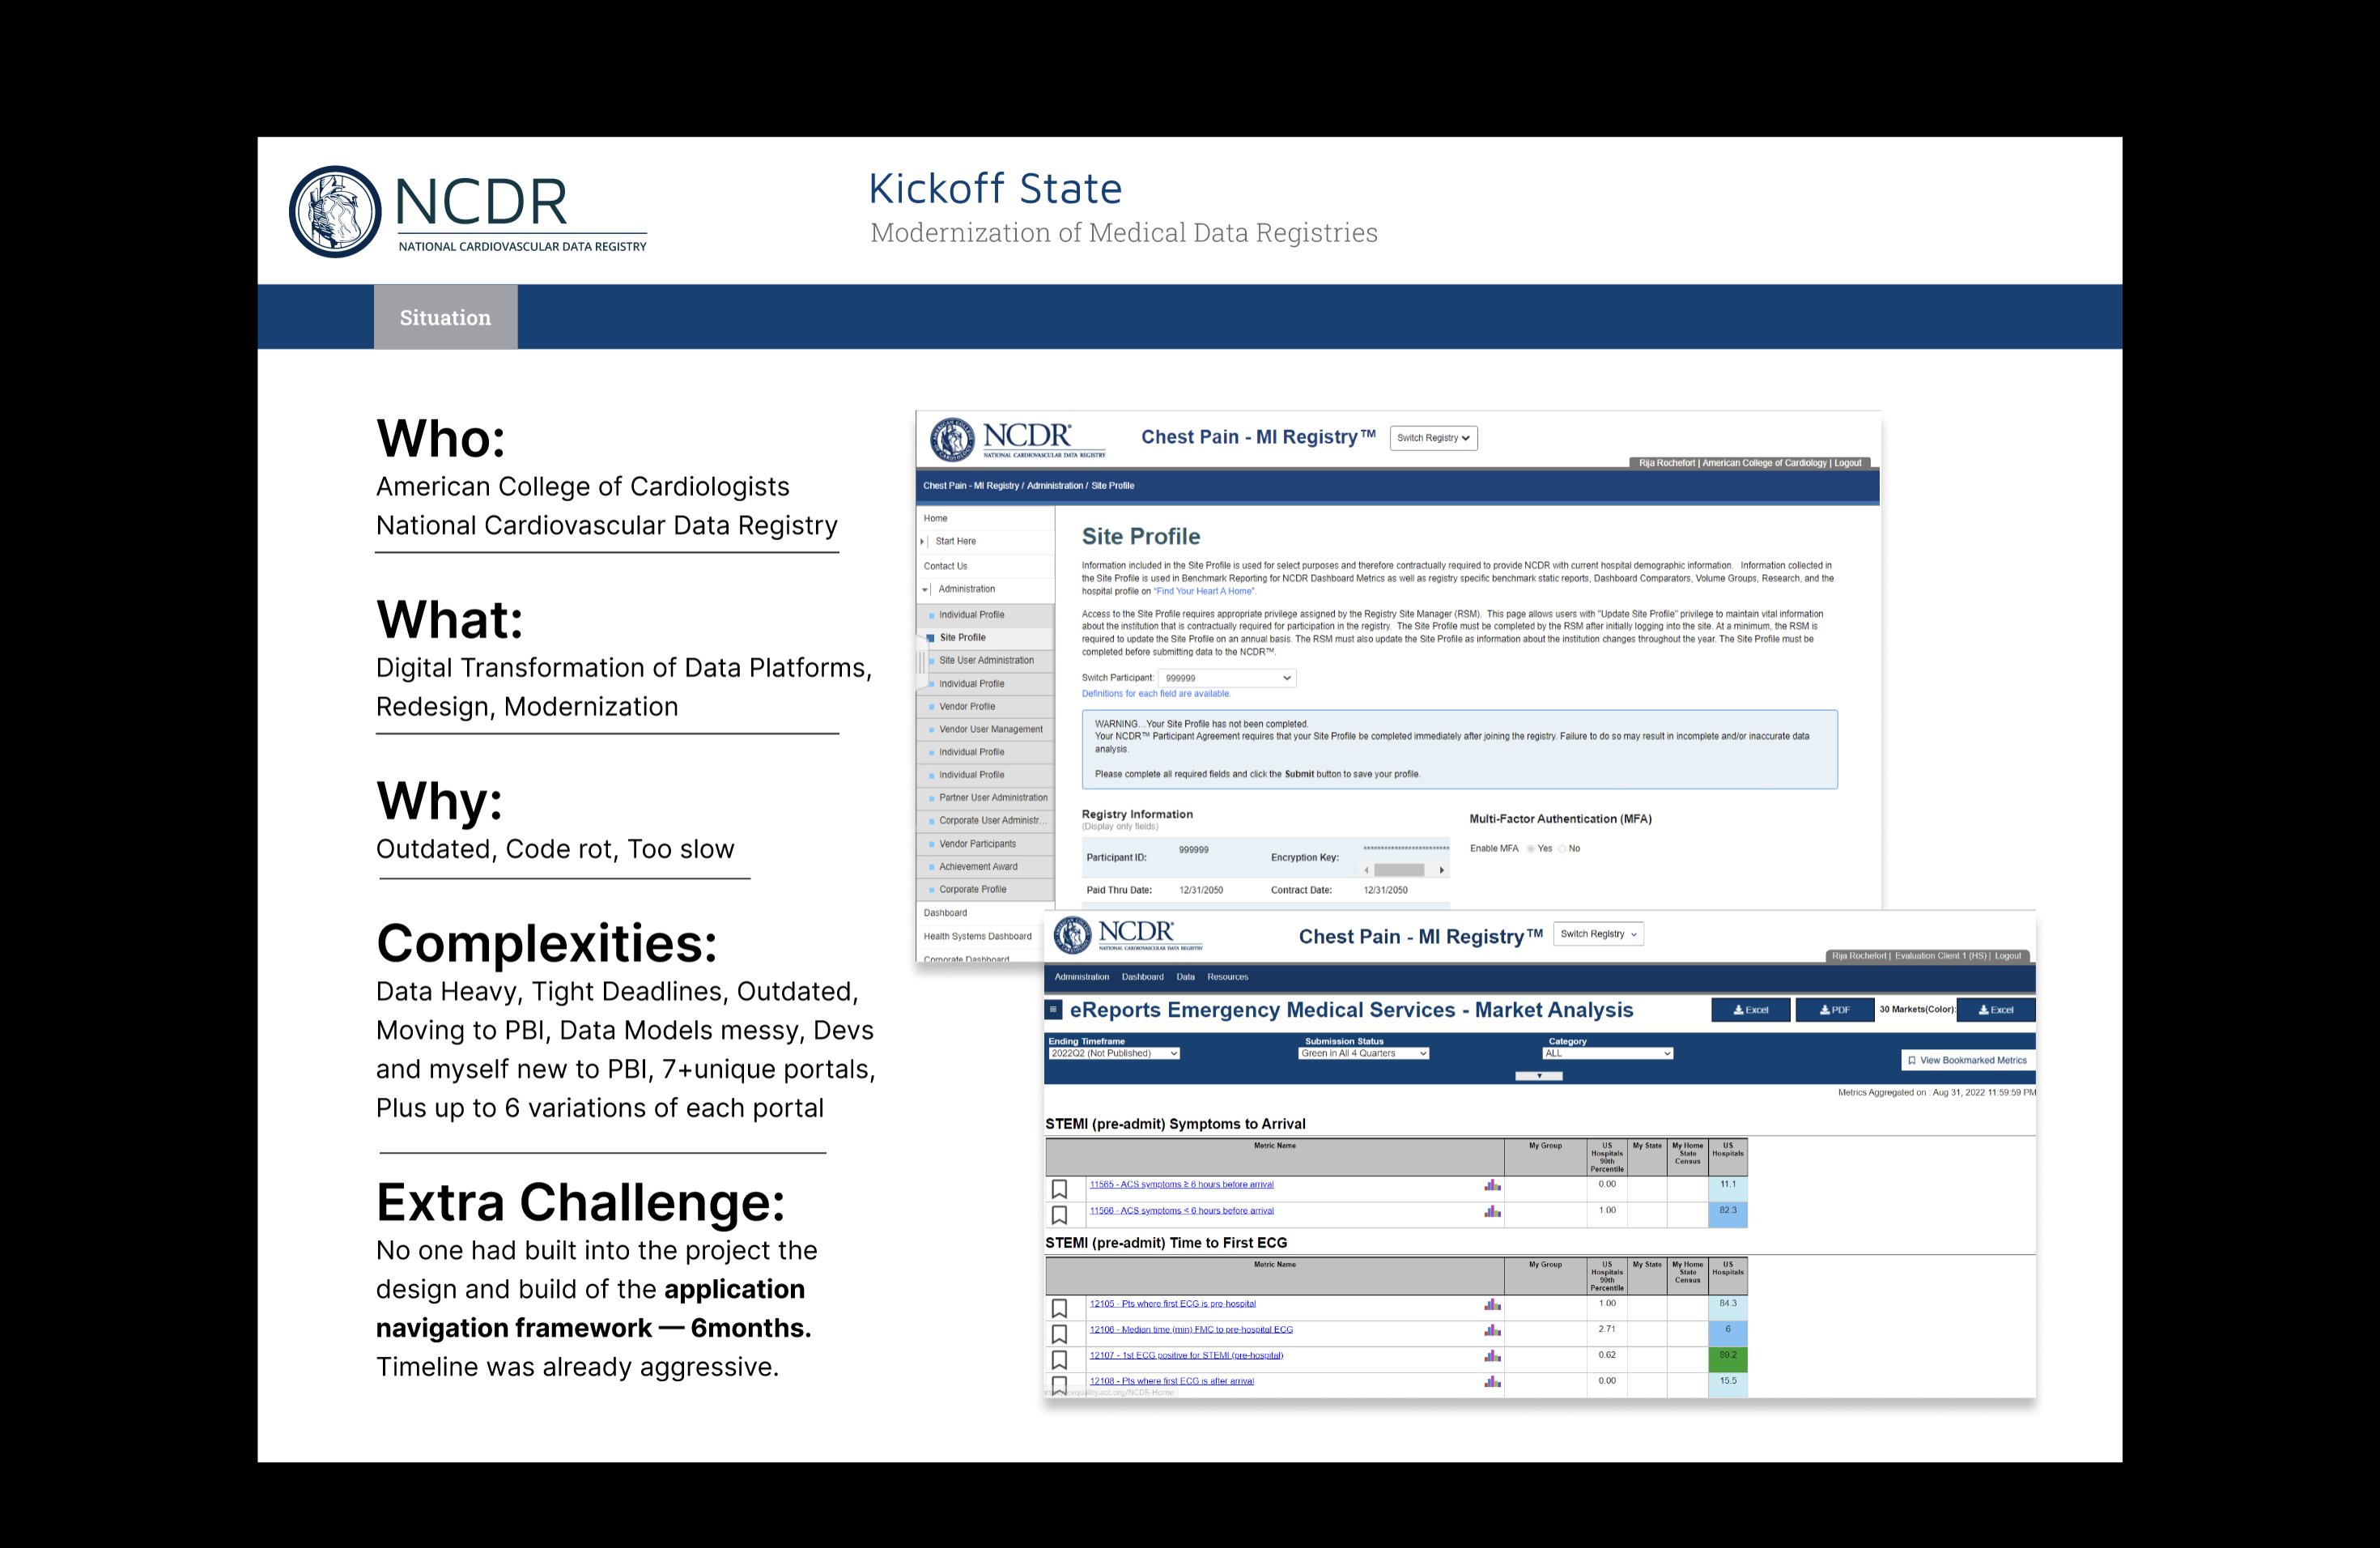 NCDR
NATIONAL CARDIOVASCULAR DATA REGISTRY
Kickoff State
Modernization of Medical Data Registries
Situation
Who:
American College of Cardiologists
National Cardiovascular Data Registry
What:
Digital Transformation of Data Platforms,
Redesign, Modernization
Why:
Outdated, Code rot, Too slow
Complexities:
Data Heavy, Tight Deadlines, Outdated,
Moving to PBI, Data Models messy, Devs
and myself new to PBI, 7+unique portals,
Plus up to 6 variations of each portal
Extra Challenge:
No one had built into the project the
design and build of the application
navigation framework — 6months.
Timeline was already aggressive.
NCDR®
NATIONAL CARDIOVASCULAR DATA REGISTRY
Chest Pain - MI Registry™
Switch Registry
Rija Rochefort | American College of Cardiology | Logout
Chest Pain - MI Registry / Administration / Site Profile
Home
Start Here
Contact Us
Administration
Individual Profile
Site Profile
Site User Administration
Individual Profile
Vendor Profile
Vendor User Management
Individual Profile
Individual Profile
Partner User Administration
Corporate User Administr...
Vendor Participants
Achievement Award
Corporate Profile
Dashboard
Health Systems Dashboard
Corporate Dashboard
Site Profile
Information included in the Site Profile is used for select purposes and therefore contractually required to provide NCDR with current hospital demographic information. Information collected in
the Site Profile is used in Benchmark Reporting for NCDR Dashboard Metrics as well as registry specific benchmark static reports, Dashboard Comparators, Volume Groups, Research, and the
hospital profile on "Find Your Heart A Home".
Access to the Site Profile requires appropriate privilege assigned by the Registry Site Manager (RSM). This page allows users with "Update Site Profile" privilege to maintain vital information
about the institution that is contractually required for participation in the registry. The Site Profile must be completed by the RSM after initially logging into the site. At a minimum, the RSM is
required to update the Site Profile on an annual basis. The RSM must also update the Site Profile as information about the institution changes throughout the year. The Site Profile must be
completed before submitting data to the NCDR™.
Switch Participant: 999999
Definitions for each field are available.
WARNING...Your Site Profile has not been completed.
Your NCDR™ Participant Agreement requires that your Site Profile be completed immediately after joining the registry. Failure to do so may result in incomplete and/or inaccurate data
analysis.
Please complete all required fields and click the Submit button to save your profile.
Registry Information
(Display only fields)
Participant ID: 999999 Encryption Key:
Paid Thru Date: 12/31/2050 Contract Date: 12/31/2050
Multi-Factor Authentication (MFA)
Enable MFA Yes No
NCDR®
NATIONAL CARDIOVASCULAR DATA REGISTRY
Chest Pain - MI Registry™
Switch Registry
Rija Rochefort | Evaluation Client 1 (HS) | Logout
Administration Dashboard Data Resources
eReports Emergency Medical Services - Market Analysis
Excel PDF 30 Markets(Color): Excel
Ending Timeframe Submission Status Category
2022Q2 (Not Published) Green in All 4 Quarters ALL
View Bookmarked Metrics
Metrics Aggregated on : Aug 31, 2022 11:59:59 PM
STEMI (pre-admit) Symptoms to Arrival
Metric Name My Group US Hospitals 90th Percentile My State My Home State Census US Hospitals
11565 - ACS symptoms ≥ 6 hours before arrival 0.00 11.1
11566 - ACS symptoms < 6 hours before arrival 1.00 82.3
STEMI (pre-admit) Time to First ECG
Metric Name My Group US Hospitals 90th Percentile My State My Home State Census US Hospitals
12105 - Pts where first ECG is pre-hospital 1.00 84.3
12106 - Median time (min) FMC to pre-hospital ECG 2.71 6
12107 - 1st ECG positive for STEMI (pre-hospital) 0.62 89.2
12108 - Pts where first ECG is after arrival 0.00 15.5